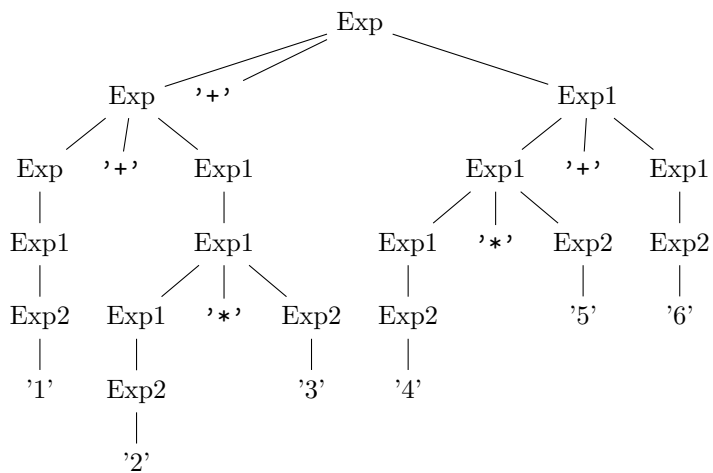 Exp
Exp '+' Exp1
Exp '+' Exp1 Exp1 '+' Exp1
Exp1 Exp1 Exp1 '*' Exp2 Exp2
Exp2 Exp1 '*' Exp2 Exp2 '5' '6'
'1' Exp2 '3' '4'
'2'